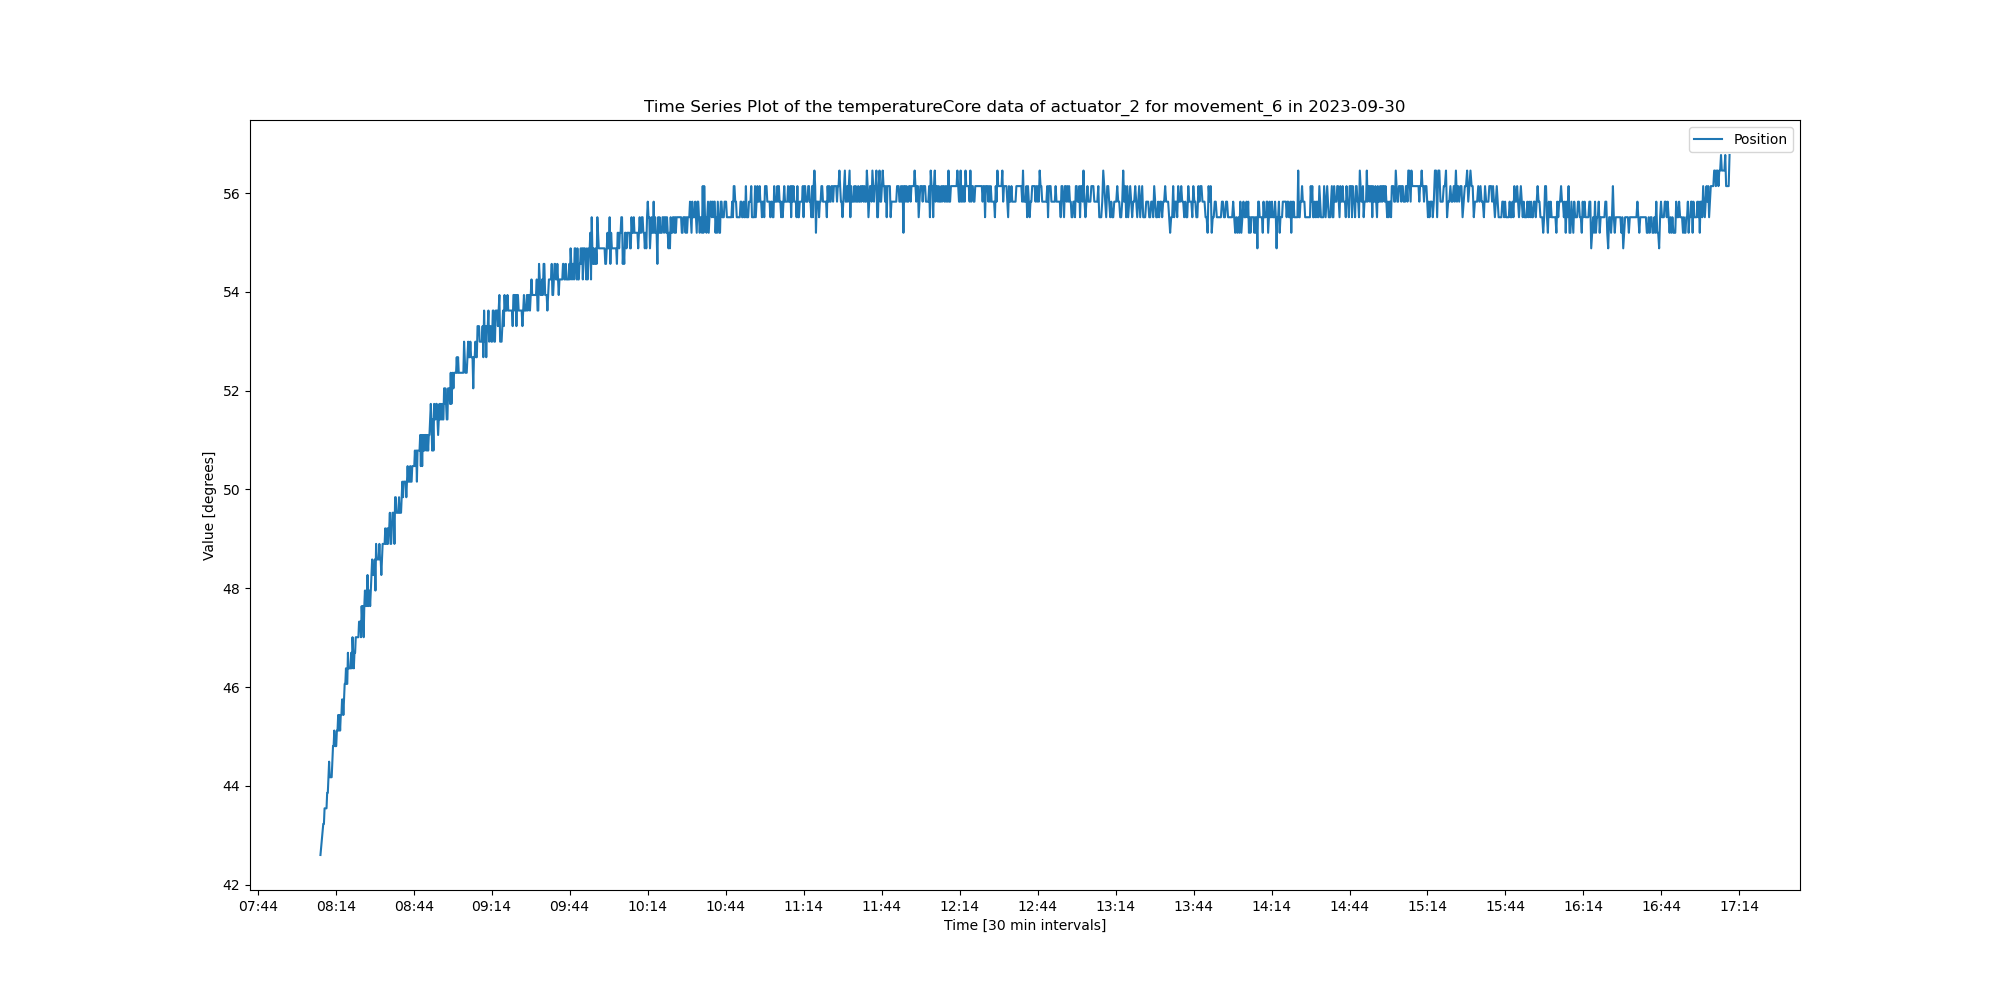 Time Series Plot of the temperatureCore data of actuator_2 for movement_6 in 2023-09-30
Position
56
54
52
50
48
46
44
42
Value [degrees]
07:44 08:14 08:44 09:14 09:44 10:14 10:44 11:14 11:44 12:14 12:44 13:14 13:44 14:14 14:44 15:14 15:44 16:14 16:44 17:14
Time [30 min intervals]